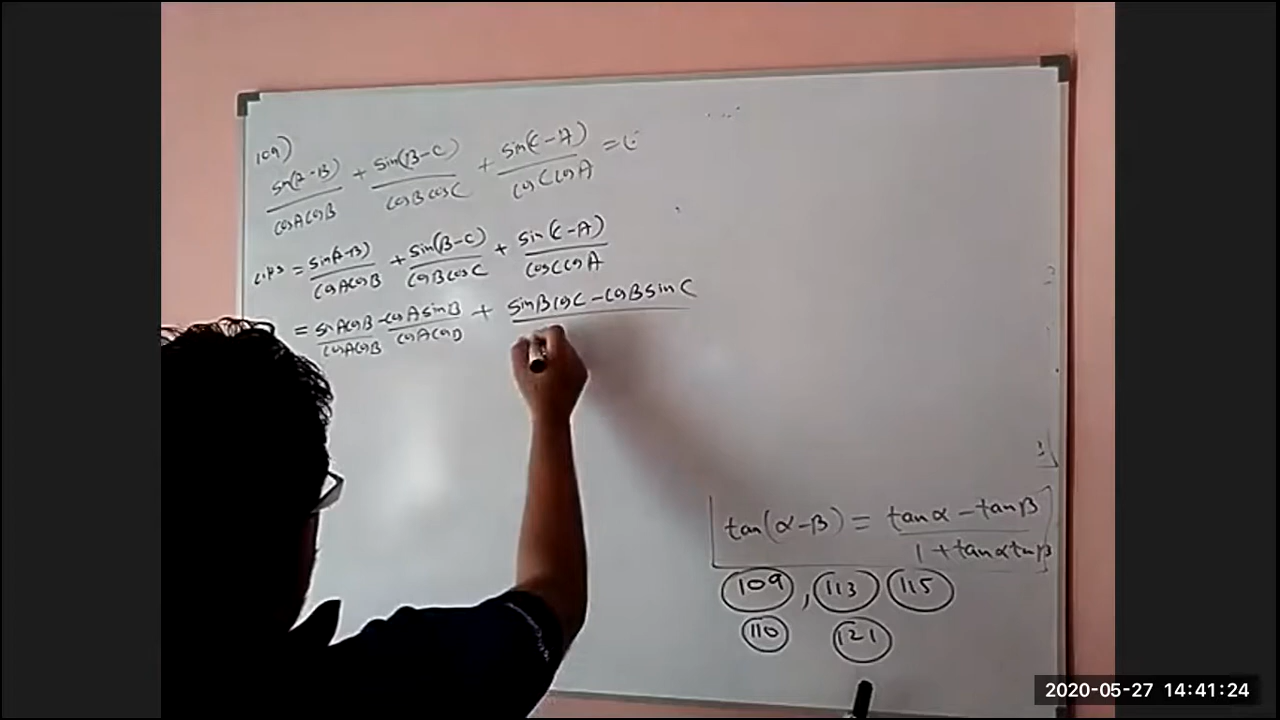 109)
sin(A-B)/cosAcosB + sin(B-C)/cosBcosC + sin(C-A)/cosCcosA =
LHS = sin(A-B)/cosAcosB + sin(B-C)/cosBcosC + sin(C-A)/cosCcosA
= sinAcosB/cosAcosB - cosAsinB/cosAcosB + sinBcosC-cosBsinC
tan(α-β) = tanα-tanβ/1+tanαtanβ
109, 113 115
110 121
2020-05-27 14:41:24